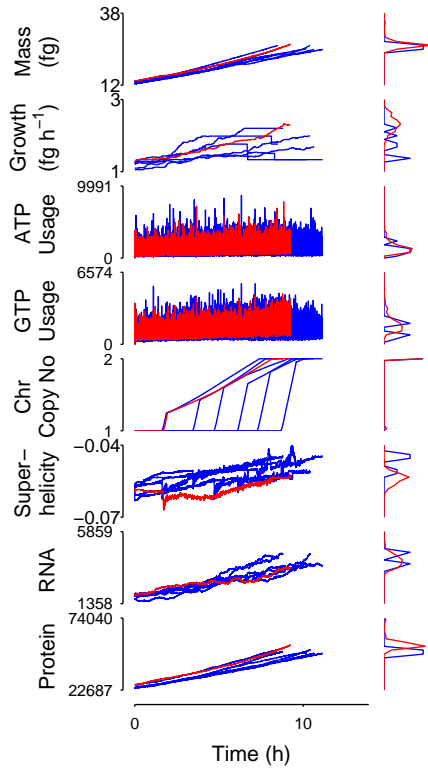 38
Mass
(fg)
12
3
Growth
(fg h⁻¹)
1
9991
ATP
Usage
0
6574
GTP
Usage
0
2
Chr
Copy No
1
−0.04
Super−
helicity
−0.07
5859
RNA
1358
74040
Protein
22687
0 10
Time (h)